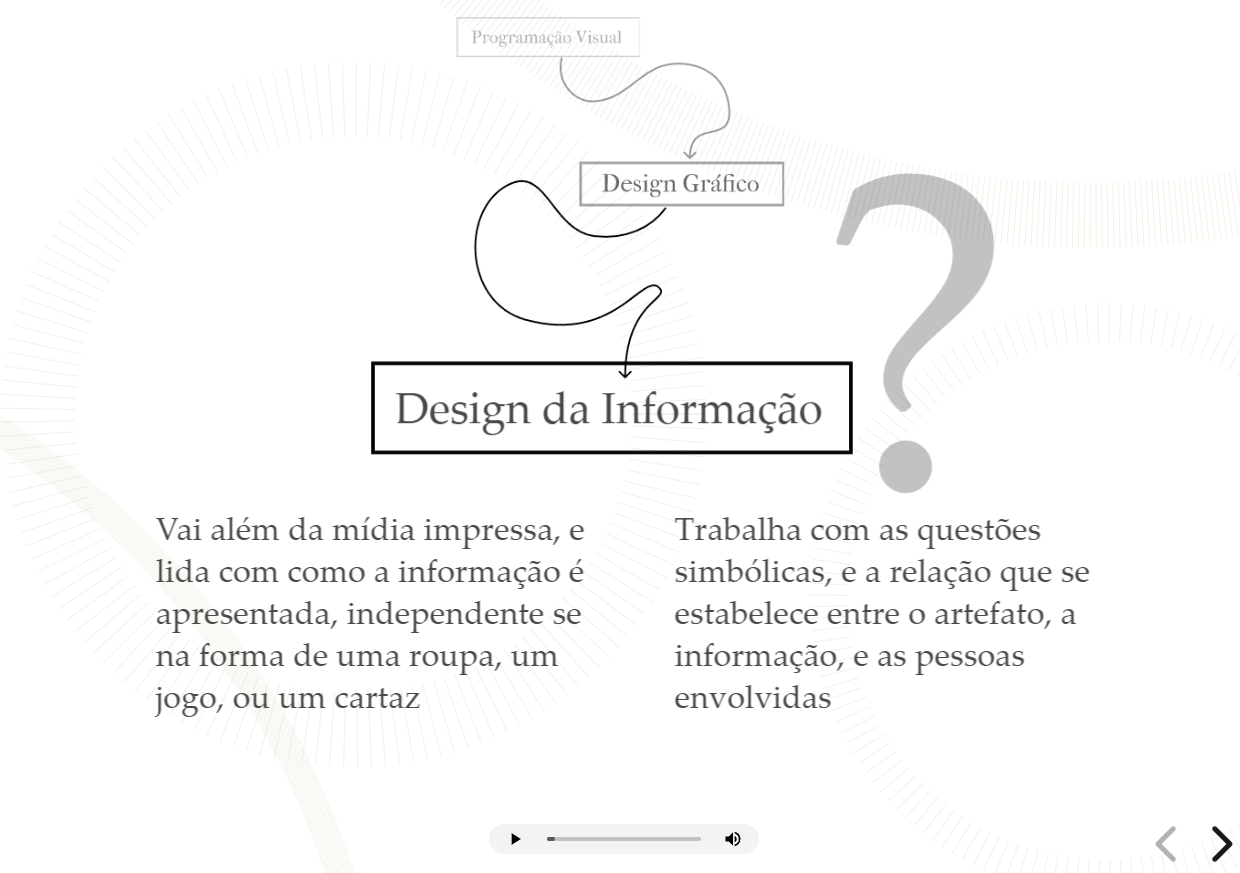 Programação Visual
Design Gráfico
?
Design da Informação
Vai além da mídia impressa, e
lida com como a informação é
apresentada, independente se
na forma de uma roupa, um
jogo, ou um cartaz
Trabalha com as questões
simbólicas, e a relação que se
estabelece entre o artefato, a
informação, e as pessoas
envolvidas